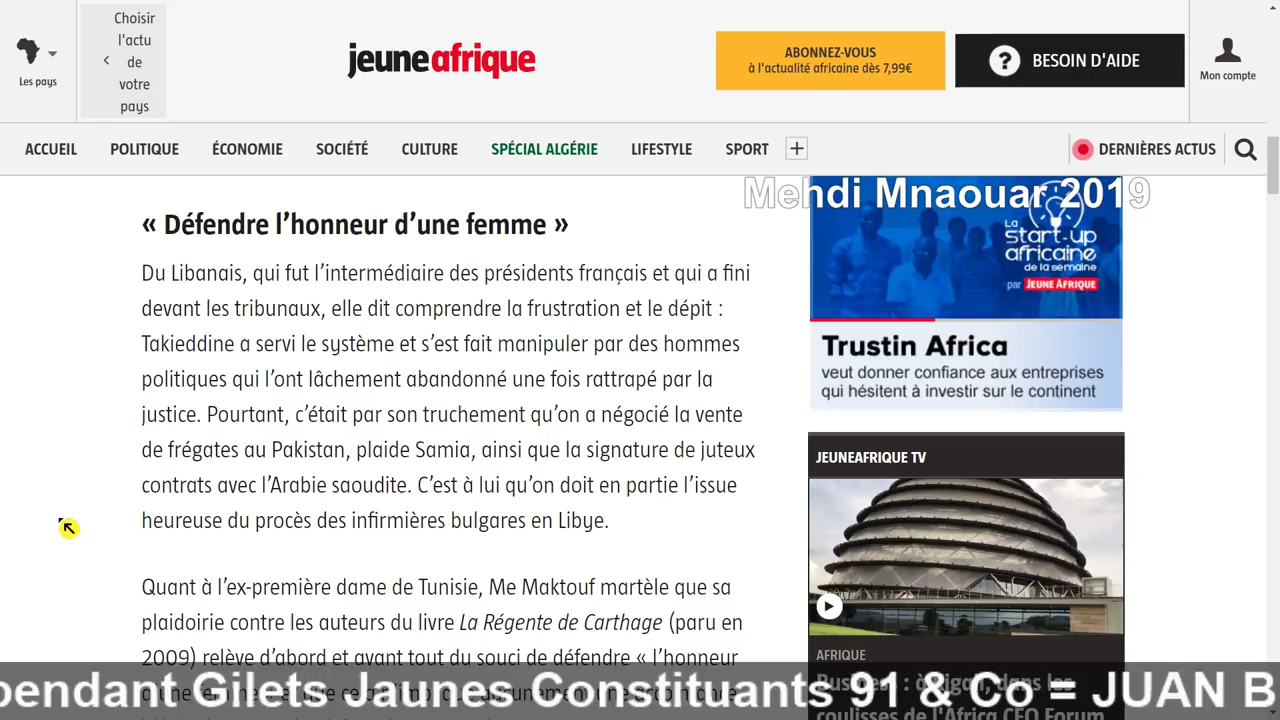 Choisir
l'actu
de
votre
pays
Les pays
jeuneafrique
ABONNEZ-VOUS
à l'actualité africaine dès 7,99€
? BESOIN D'AIDE
Mon compte
ACCUEIL POLITIQUE ÉCONOMIE SOCIÉTÉ CULTURE SPÉCIAL ALGÉRIE LIFESTYLE SPORT + DERNIÈRES ACTUS
Mehdi Mnaouar 2019
« Défendre l’honneur d’une femme »
Du Libanais, qui fut l’intermédiaire des présidents français et qui a fini
devant les tribunaux, elle dit comprendre la frustration et le dépit :
Takieddine a servi le système et s’est fait manipuler par des hommes
politiques qui l’ont lâchement abandonné une fois rattrapé par la
justice. Pourtant, c’était par son truchement qu’on a négocié la vente
de frégates au Pakistan, plaide Samia, ainsi que la signature de juteux
contrats avec l’Arabie saoudite. C’est à lui qu’on doit en partie l’issue
heureuse du procès des infirmières bulgares en Libye.
Quant à l’ex-première dame de Tunisie, Me Maktouf martèle que sa
plaidoirie contre les auteurs du livre La Régente de Carthage (paru en
2009) relève d’abord et avant tout du souci de défendre « l’honneur
La
start-up
africaine
de la semaine
par JEUNE AFRIQUE
Trustin Africa
veut donner confiance aux entreprises
qui hésitent à investir sur le continent
JEUNEAFRIQUE TV
AFRIQUE
coulisses de l'Africa CEO Forum
pendant Gilets Jaunes Constituants 91 & Co = JUAN B